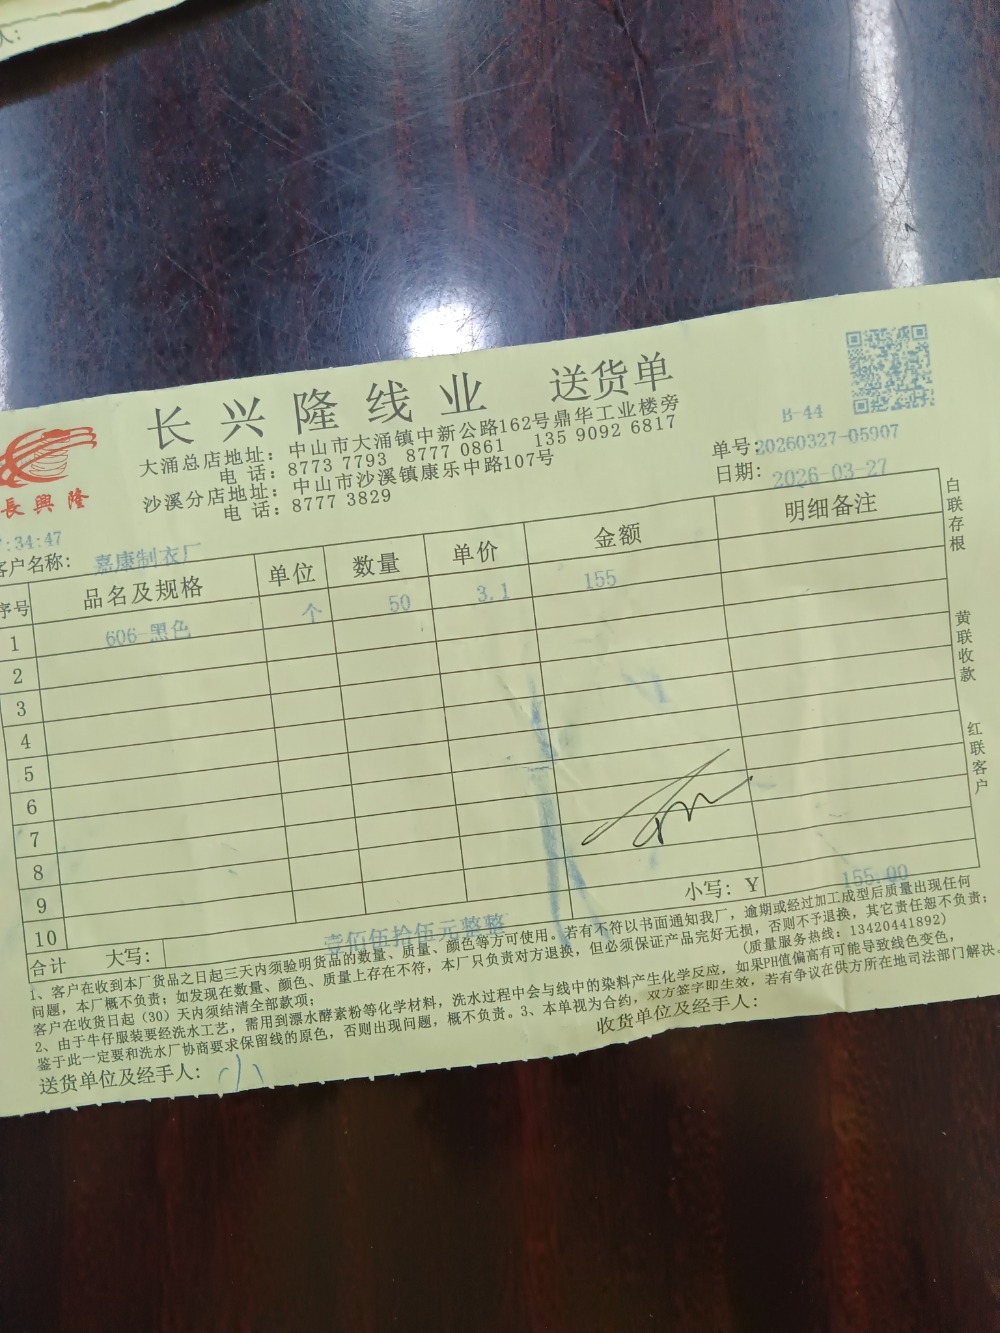 人:
长兴隆线业 送货单
B-44
大涌总店地址: 中山市大涌镇中新公路162号鼎华工业楼旁
电 话: 8773 7793 8777 0861 135 9092 6817
沙溪分店地址: 中山市沙溪镇康乐中路107号
电 话: 8777 3829
長興隆
单号:20260327-05907
日期: 2026-03-27
7:34:47
客户名称: 嘉康制衣厂
序号 品名及规格 单位 数量 单价 金额 明细备注
1 606-黑色 个 50 3.1 155
2
3
4
5
6
7
8
9
10
小写: Y 155.00
合计 大写: 壹佰伍拾伍元整整
白联存根
黄联收款
红联客户
1、客户在收到本厂货品之日起三天内须验明货品的数量、质量、颜色等方可使用。若有不符以书面通知我厂，逾期或经过加工成型后质量出现任何
问题，本厂概不负责；如发现在数量、颜色、质量上存在不符，本厂只负责对方退换，但必须保证产品完好无损，否则不予退换，其它责任恕不负责；
客户在收货日起（30）天内须结清全部款项； (质量服务热线: 13420441892)
2、由于牛仔服装要经洗水工艺，需用到漂水酵素粉等化学材料，洗水过程中会与线中的染料产生化学反应，如果PH值偏高有可能导致线色变色，
鉴于此一定要和洗水厂协商要求保留线的原色，否则出现问题，概不负责。3、本单视为合约，双方签字即生效，若有争议在供方所在地司法部门解决。
送货单位及经手人: 收货单位及经手人: